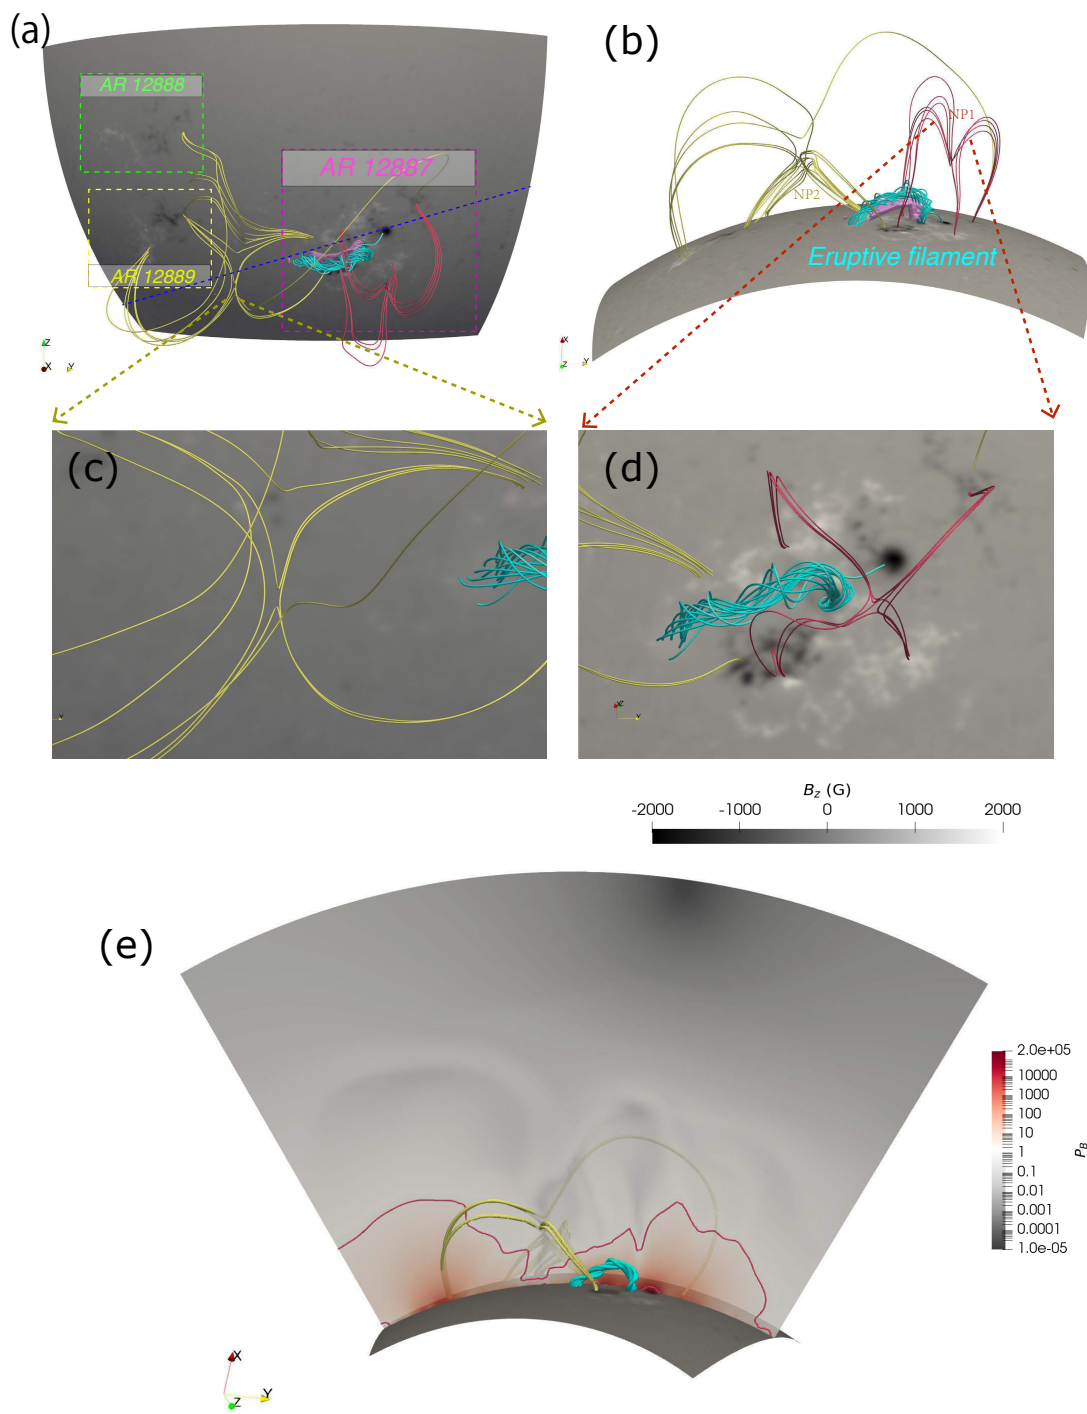 (a)
AR 12888
AR 12887
AR 12889
Z
X
Y
(b)
NP1
NP2
Eruptive filament
X
Z
Y
(c)
(d)
B_z (G)
-2000 -1000 0 1000 2000
(e)
2.0e+05
10000
1000
100
10
1
0.1
0.01
0.001
0.0001
1.0e-05
P_B
X
Y
Z